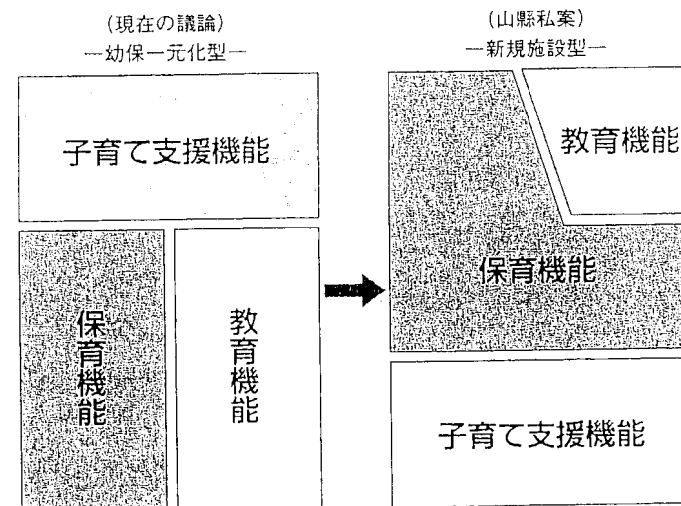 （現在の議論）
―幼保一元化型―
子育て支援機能
保育機能
教育機能
（山縣私案）
―新規施設型―
教育機能
保育機能
子育て支援機能